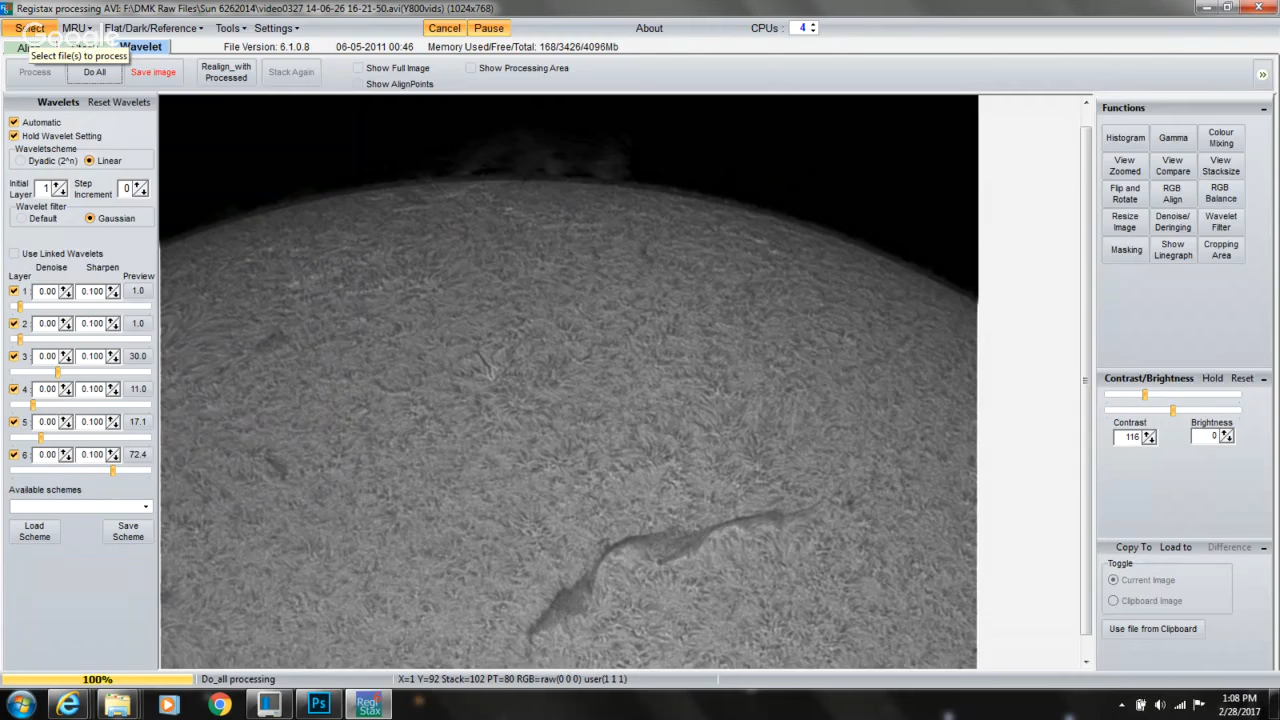 Registax processing AVI: F:\DMK Raw Files\Sun 6262014\video0327 14-06-26 16-21-50.avi(Y800vids) (1024x768)
Select MRU Flat/Dark/Reference Tools Settings Cancel Pause About CPUs: 4
Google
Wavelet File Version: 6.1.0.8 06-05-2011 00:46 Memory Used/Free/Total: 168/3426/4096Mb
Select file(s) to process
Process Do All Save image Realign_with Processed Stack Again Show Full Image Show Processing Area
Show AlignPoints
Wavelets Reset Wavelets
Automatic
Hold Wavelet Setting
Waveletscheme
Dyadic (2^n) Linear
Initial Layer 1 Step Increment 0
Wavelet filter
Default Gaussian
Use Linked Wavelets
Denoise Sharpen
Layer Preview
1 : 0.00 0.100 1.0
2 : 0.00 0.100 1.0
3 : 0.00 0.100 30.0
4 : 0.00 0.100 11.0
5 : 0.00 0.100 17.1
6 : 0.00 0.100 72.4
Available schemes
Load Scheme Save Scheme
Functions
Histogram Gamma Colour Mixing
View Zoomed View Compare View Stacksize
Flip and Rotate RGB Align RGB Balance
Resize Image Denoise/ Deringing Wavelet Filter
Masking Show Linegraph Cropping Area
Contrast/Brightness Hold Reset
Contrast Brightness
116 0
Copy To Load to Difference
Toggle
Current Image
Clipboard Image
Use file from Clipboard
100% Do_all processing X=1 Y=92 Stack=102 PT=80 RGB=raw(0 0 0) user(1 1 1)
Ps
Regi Stax
1:08 PM
2/28/2017